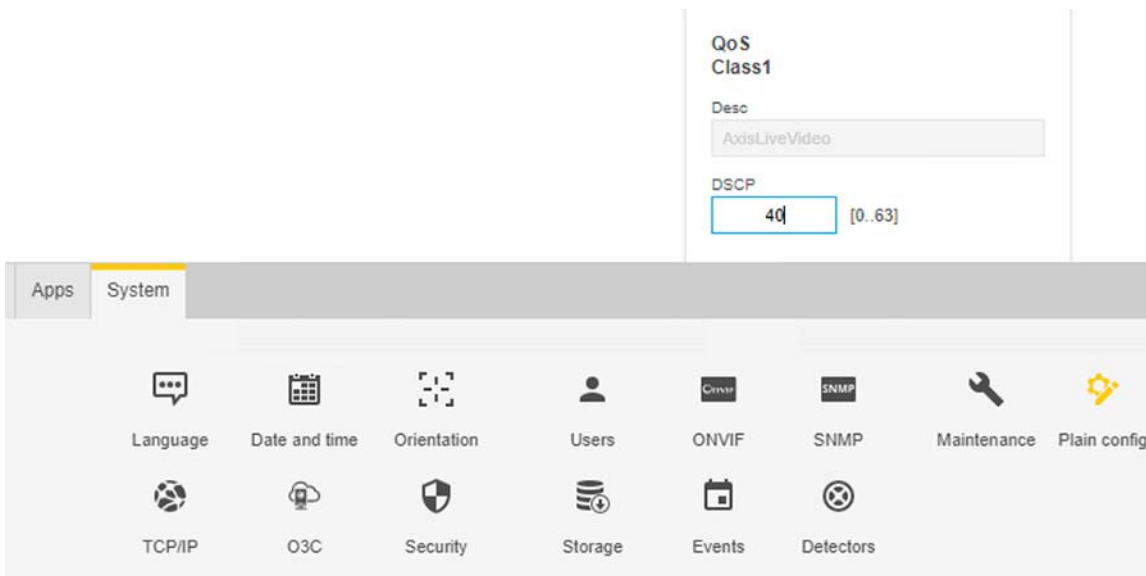 QoS
Class1
Desc
AxisLiveVideo
DSCP
40 [0..63]
Apps System
Language Date and time Orientation Users ONVIF SNMP Maintenance Plain config
SNMP
TCP/IP O3C Security Storage Events Detectors